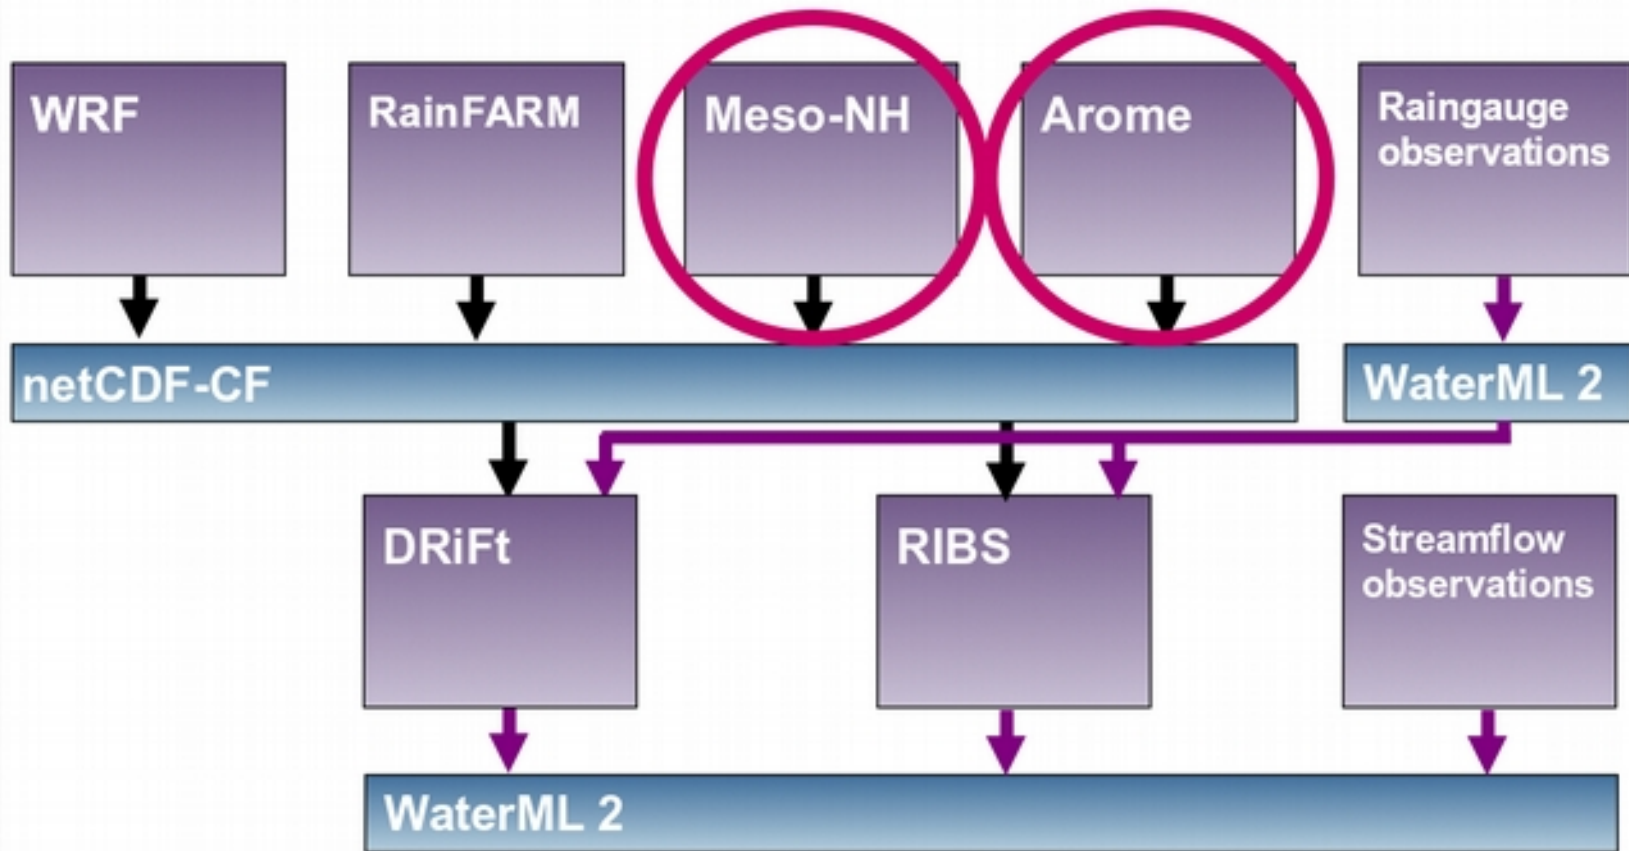 WRF
RainFARM
Meso-NH
Arome
Raingauge
observations
netCDF-CF
WaterML 2
DRiFt
RIBS
Streamflow
observations
WaterML 2